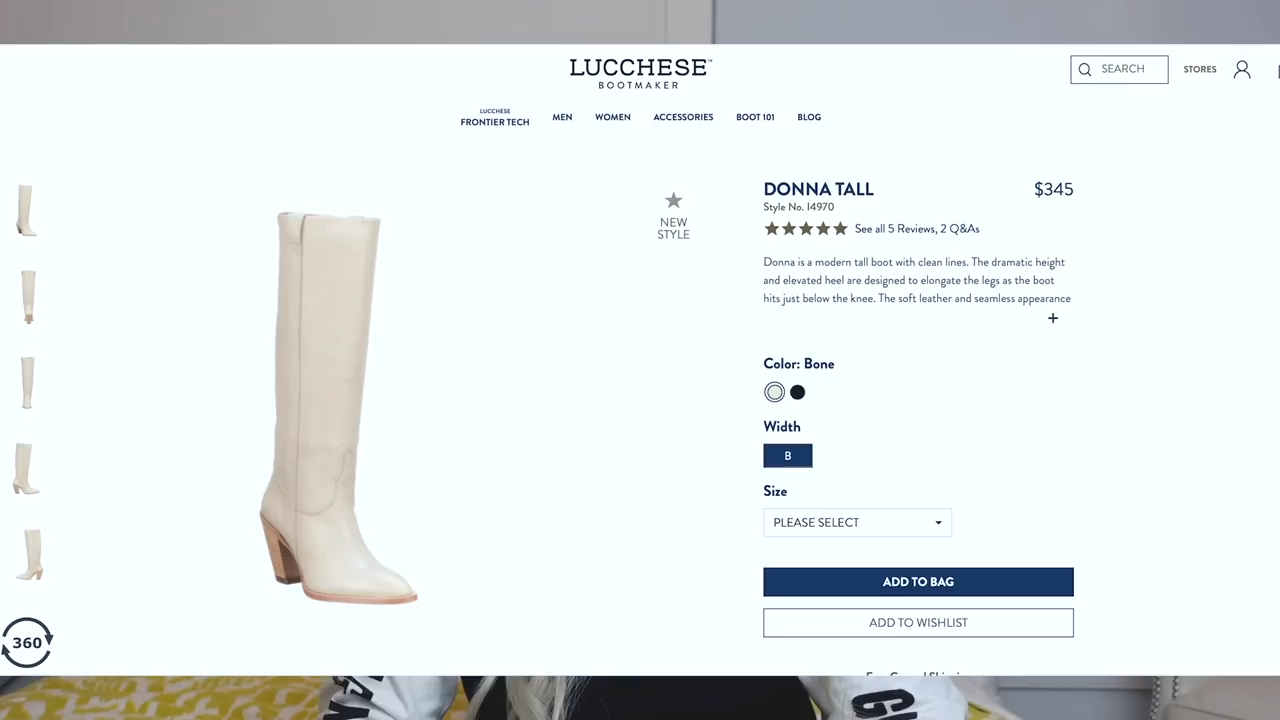 LUCCHESE™
BOOTMAKER
SEARCH
STORES
LUCCHESE
FRONTIER TECH
MEN
WOMEN
ACCESSORIES
BOOT 101
BLOG
NEW
STYLE
360
DONNA TALL
$345
Style No. I4970
See all 5 Reviews, 2 Q&As
Donna is a modern tall boot with clean lines. The dramatic height
and elevated heel are designed to elongate the legs as the boot
hits just below the knee. The soft leather and seamless appearance
+
Color: Bone
Width
B
Size
PLEASE SELECT
ADD TO BAG
ADD TO WISHLIST